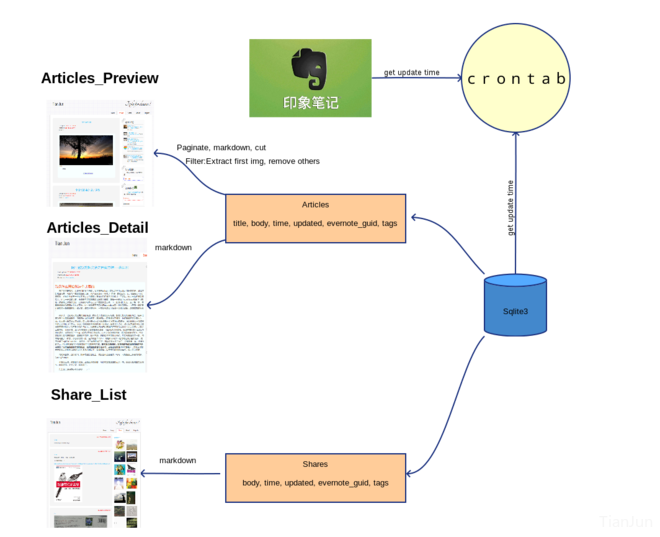 Articles_Preview
印象笔记
get update time
crontab
Paginate, markdown, cut
Filter:Extract first img, remove others
Articles
title, body, time, updated, evernote_guid, tags
get update time
Articles_Detail
markdown
Sqlite3
Share_List
markdown
Shares
body, time, updated, evernote_guid, tags
TianJun